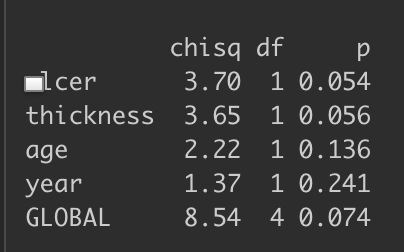 chisq df p
lcer 3.70 1 0.054
thickness 3.65 1 0.056
age 2.22 1 0.136
year 1.37 1 0.241
GLOBAL 8.54 4 0.074